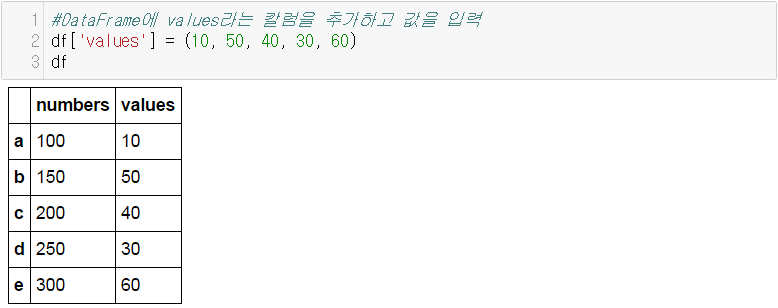 1 #DataFrame에 values라는 칼럼을 추가하고 값을 입력
2 df['values'] = (10, 50, 40, 30, 60)
3 df
numbers values
a 100 10
b 150 50
c 200 40
d 250 30
e 300 60